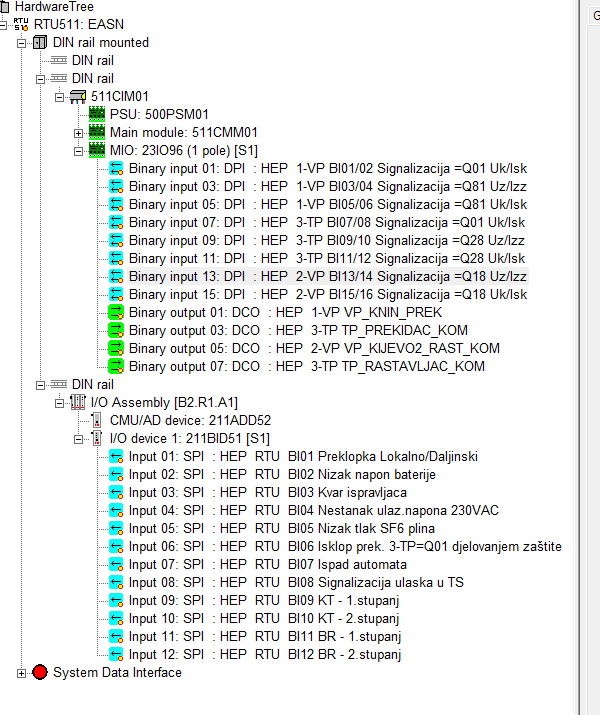 HardwareTree
RTU511: EASN
DIN rail mounted
DIN rail
DIN rail
511CIM01
PSU: 500PSM01
Main module: 511CMM01
MIO: 23IO96 (1 pole) [S1]
Binary input 01: DPI : HEP 1-VP BI01/02 Signalizacija =Q01 Uk/Isk
Binary input 03: DPI : HEP 1-VP BI03/04 Signalizacija =Q81 Uz/Izz
Binary input 05: DPI : HEP 1-VP BI05/06 Signalizacija =Q81 Uk/Isk
Binary input 07: DPI : HEP 3-TP BI07/08 Signalizacija =Q01 Uk/Isk
Binary input 09: DPI : HEP 3-TP BI09/10 Signalizacija =Q28 Uz/Izz
Binary input 11: DPI : HEP 3-TP BI11/12 Signalizacija =Q28 Uk/Isk
Binary input 13: DPI : HEP 2-VP BI13/14 Signalizacija =Q18 Uz/Izz
Binary input 15: DPI : HEP 2-VP BI15/16 Signalizacija =Q18 Uk/Isk
Binary output 01: DCO : HEP 1-VP VP_KNIN_PREK
Binary output 03: DCO : HEP 3-TP TP_PREKIDAC_KOM
Binary output 05: DCO : HEP 2-VP VP_KIJEVO2_RAST_KOM
Binary output 07: DCO : HEP 3-TP TP_RASTAVLJAC_KOM
DIN rail
I/O Assembly [B2.R1.A1]
CMU/AD device: 211ADD52
I/O device 1: 211BID51 [S1]
Input 01: SPI : HEP RTU BI01 Preklopka Lokalno/Daljinski
Input 02: SPI : HEP RTU BI02 Nizak napon baterije
Input 03: SPI : HEP RTU BI03 Kvar ispravljaca
Input 04: SPI : HEP RTU BI04 Nestanak ulaz.napona 230VAC
Input 05: SPI : HEP RTU BI05 Nizak tlak SF6 plina
Input 06: SPI : HEP RTU BI06 Isklop prek. 3-TP=Q01 djelovanjem zaštite
Input 07: SPI : HEP RTU BI07 Ispad automata
Input 08: SPI : HEP RTU BI08 Signalizacija ulaska u TS
Input 09: SPI : HEP RTU BI09 KT - 1.stupanj
Input 10: SPI : HEP RTU BI10 KT - 2.stupanj
Input 11: SPI : HEP RTU BI11 BR - 1.stupanj
Input 12: SPI : HEP RTU BI12 BR - 2.stupanj
System Data Interface